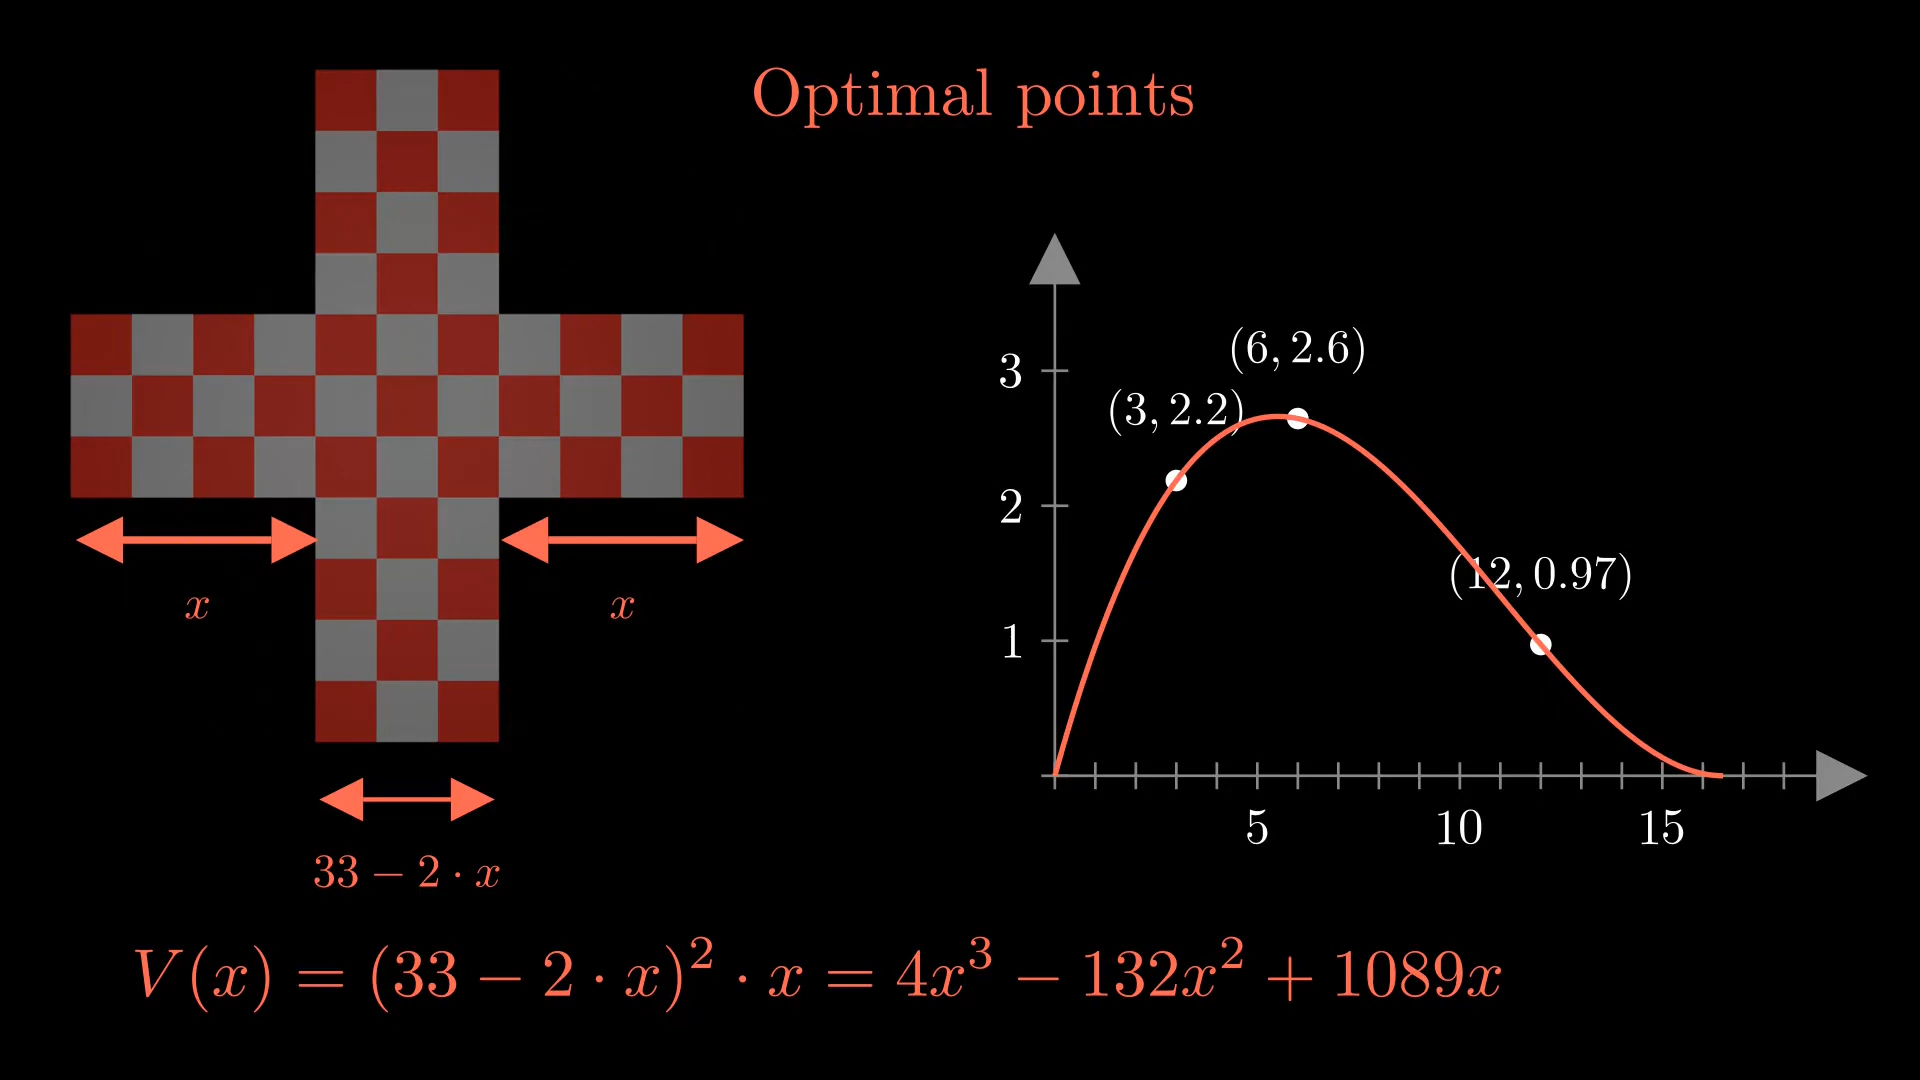 Optimal points
(6, 2.6)
3
(3, 2.2)
2
(12, 0.97)
1
x
x
5
10
15
33 − 2 · x
V(x) = (33 − 2 · x)² · x = 4x³ − 132x² + 1089x